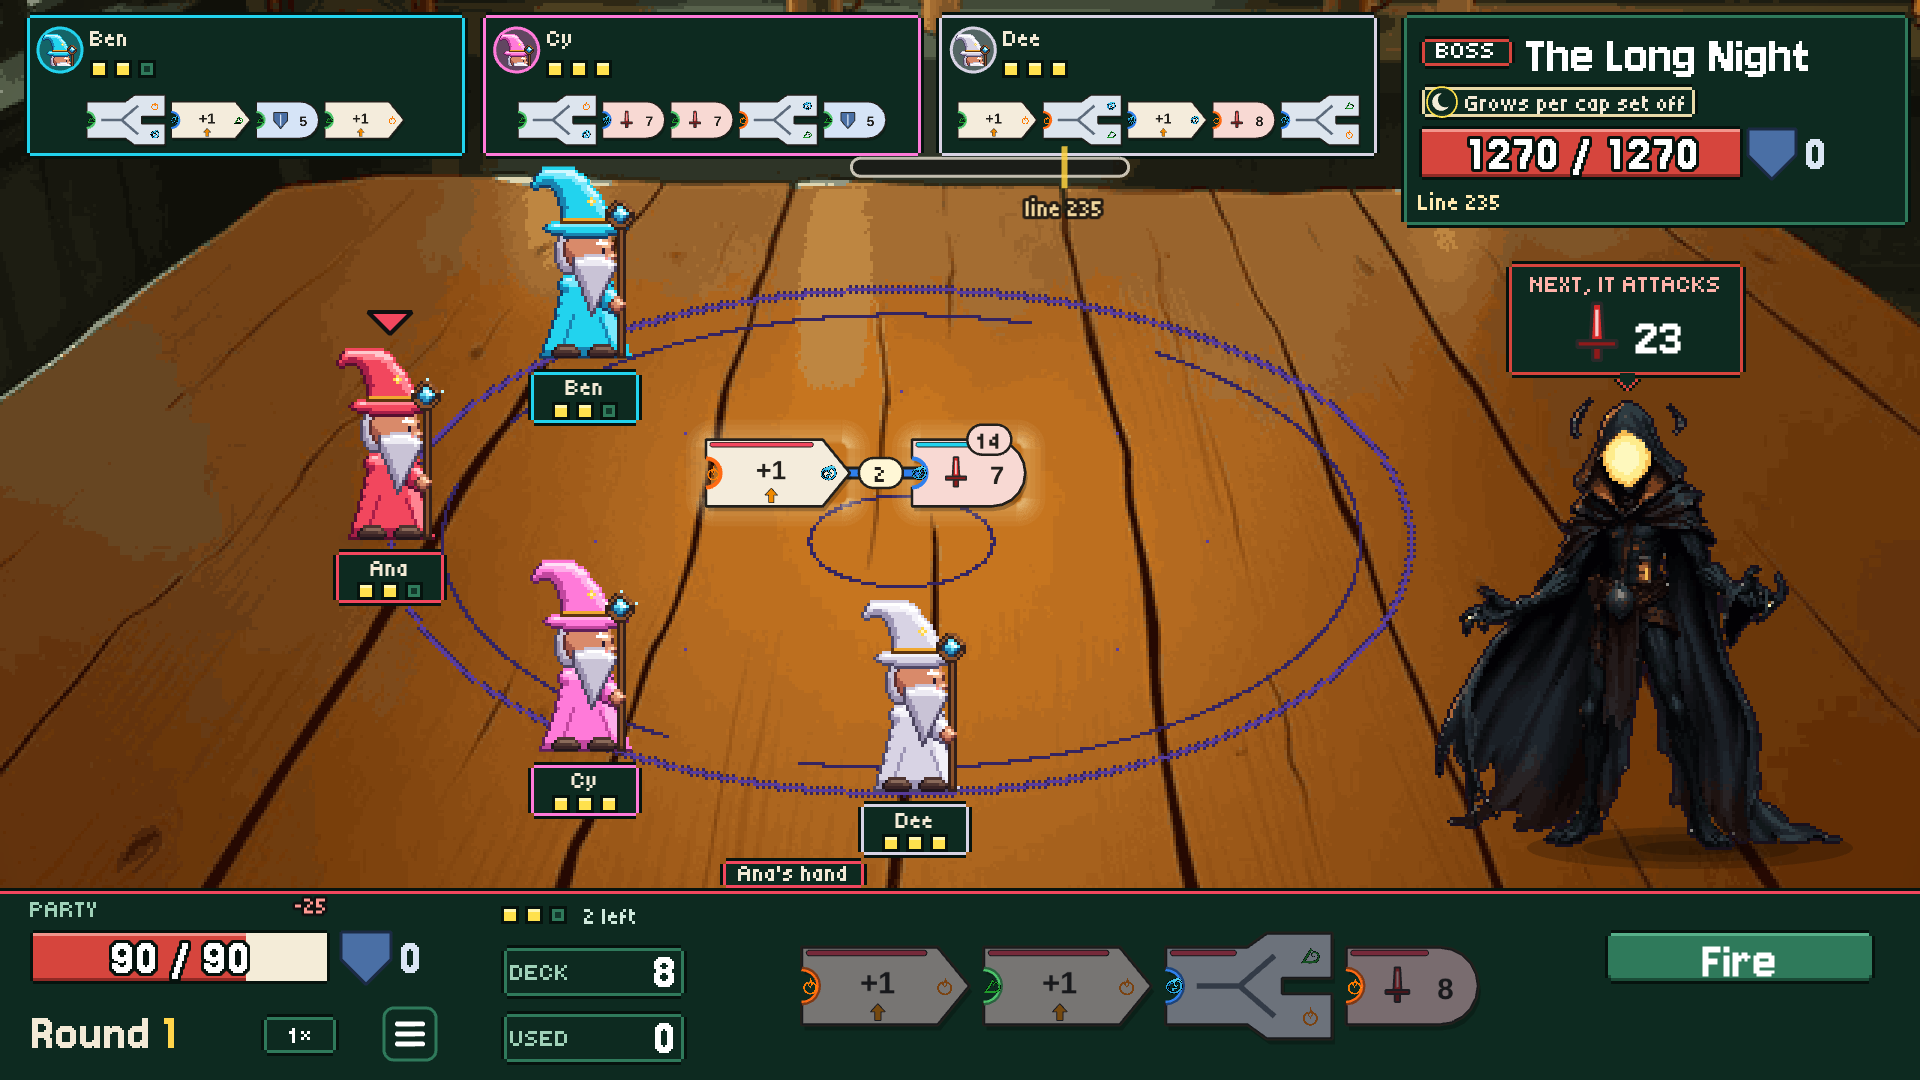 Ben
+1
5
+1
Cy
7
7
5
Dee
+1
+1
8
BOSS
The Long Night
Grows per cap set off
1270 / 1270
0
Line 235
line 235
NEXT, IT ATTACKS
23
Ben
Ana
Cy
Dee
+1
2
14
7
Ana's hand
PARTY
-25
90 / 90
0
Round 1
1x
2 left
DECK
8
USED
0
+1
+1
8
Fire